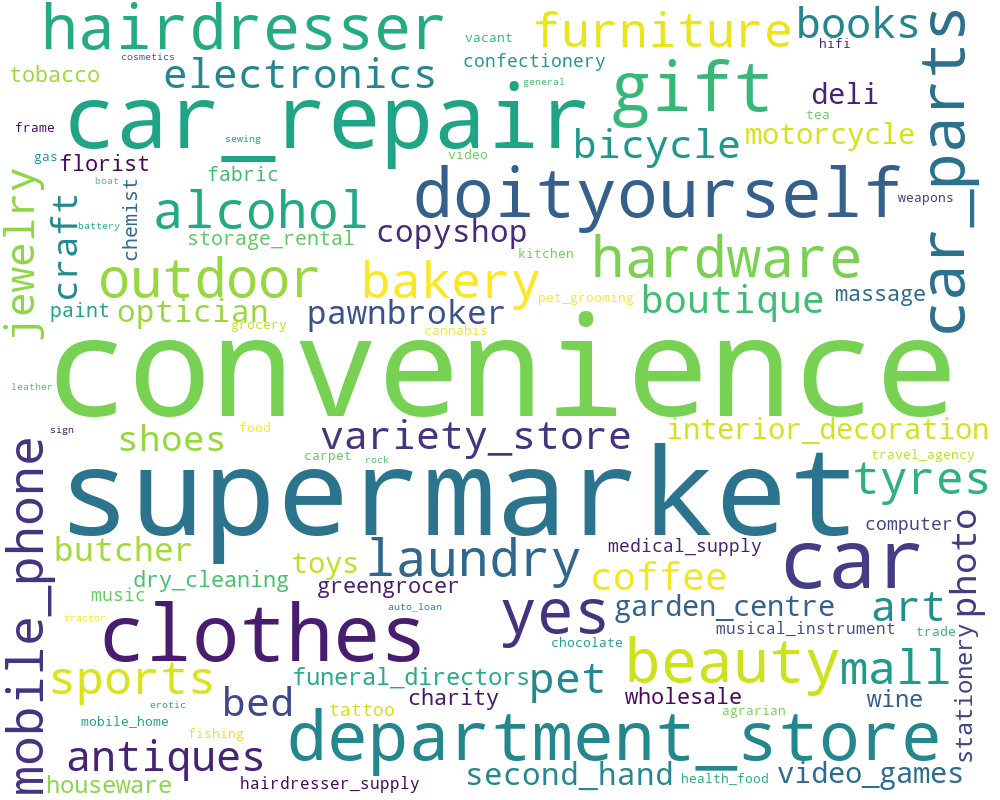 hairdresser
furniture
books
vacant
hifi
cosmetics
tobacco
electronics
confectionery
car_parts
general
gift
deli
car_repair
tea
frame
sewing
bicycle
motorcycle
gas
florist
video
fabric
boat
jewelry
craft
chemist
doityourself
weapons
alcohol
battery
copyshop
storage_rental
kitchen
hardware
outdoor
bakery
boutique
massage
pet_grooming
paint
optician
pawnbroker
grocery
cannabis
convenience
leather
sign
food
shoes
variety_store
interior_decoration
mobile_phone
carpet
rock
travel_agency
supermarket
tyres
computer
butcher
laundry
medical_supply
car
photo
toys
dry_cleaning
greengrocer
coffee
music
auto_loan
yes
garden_centre
art
tractor
clothes
musical_instrument
trade
stationery
chocolate
sports
funeral_directors
pet
beauty
mall
bed
charity
wholesale
wine
erotic
tattoo
agrarian
mobile_home
fishing
department_store
antiques
second_hand
health_food
video_games
houseware
hairdresser_supply